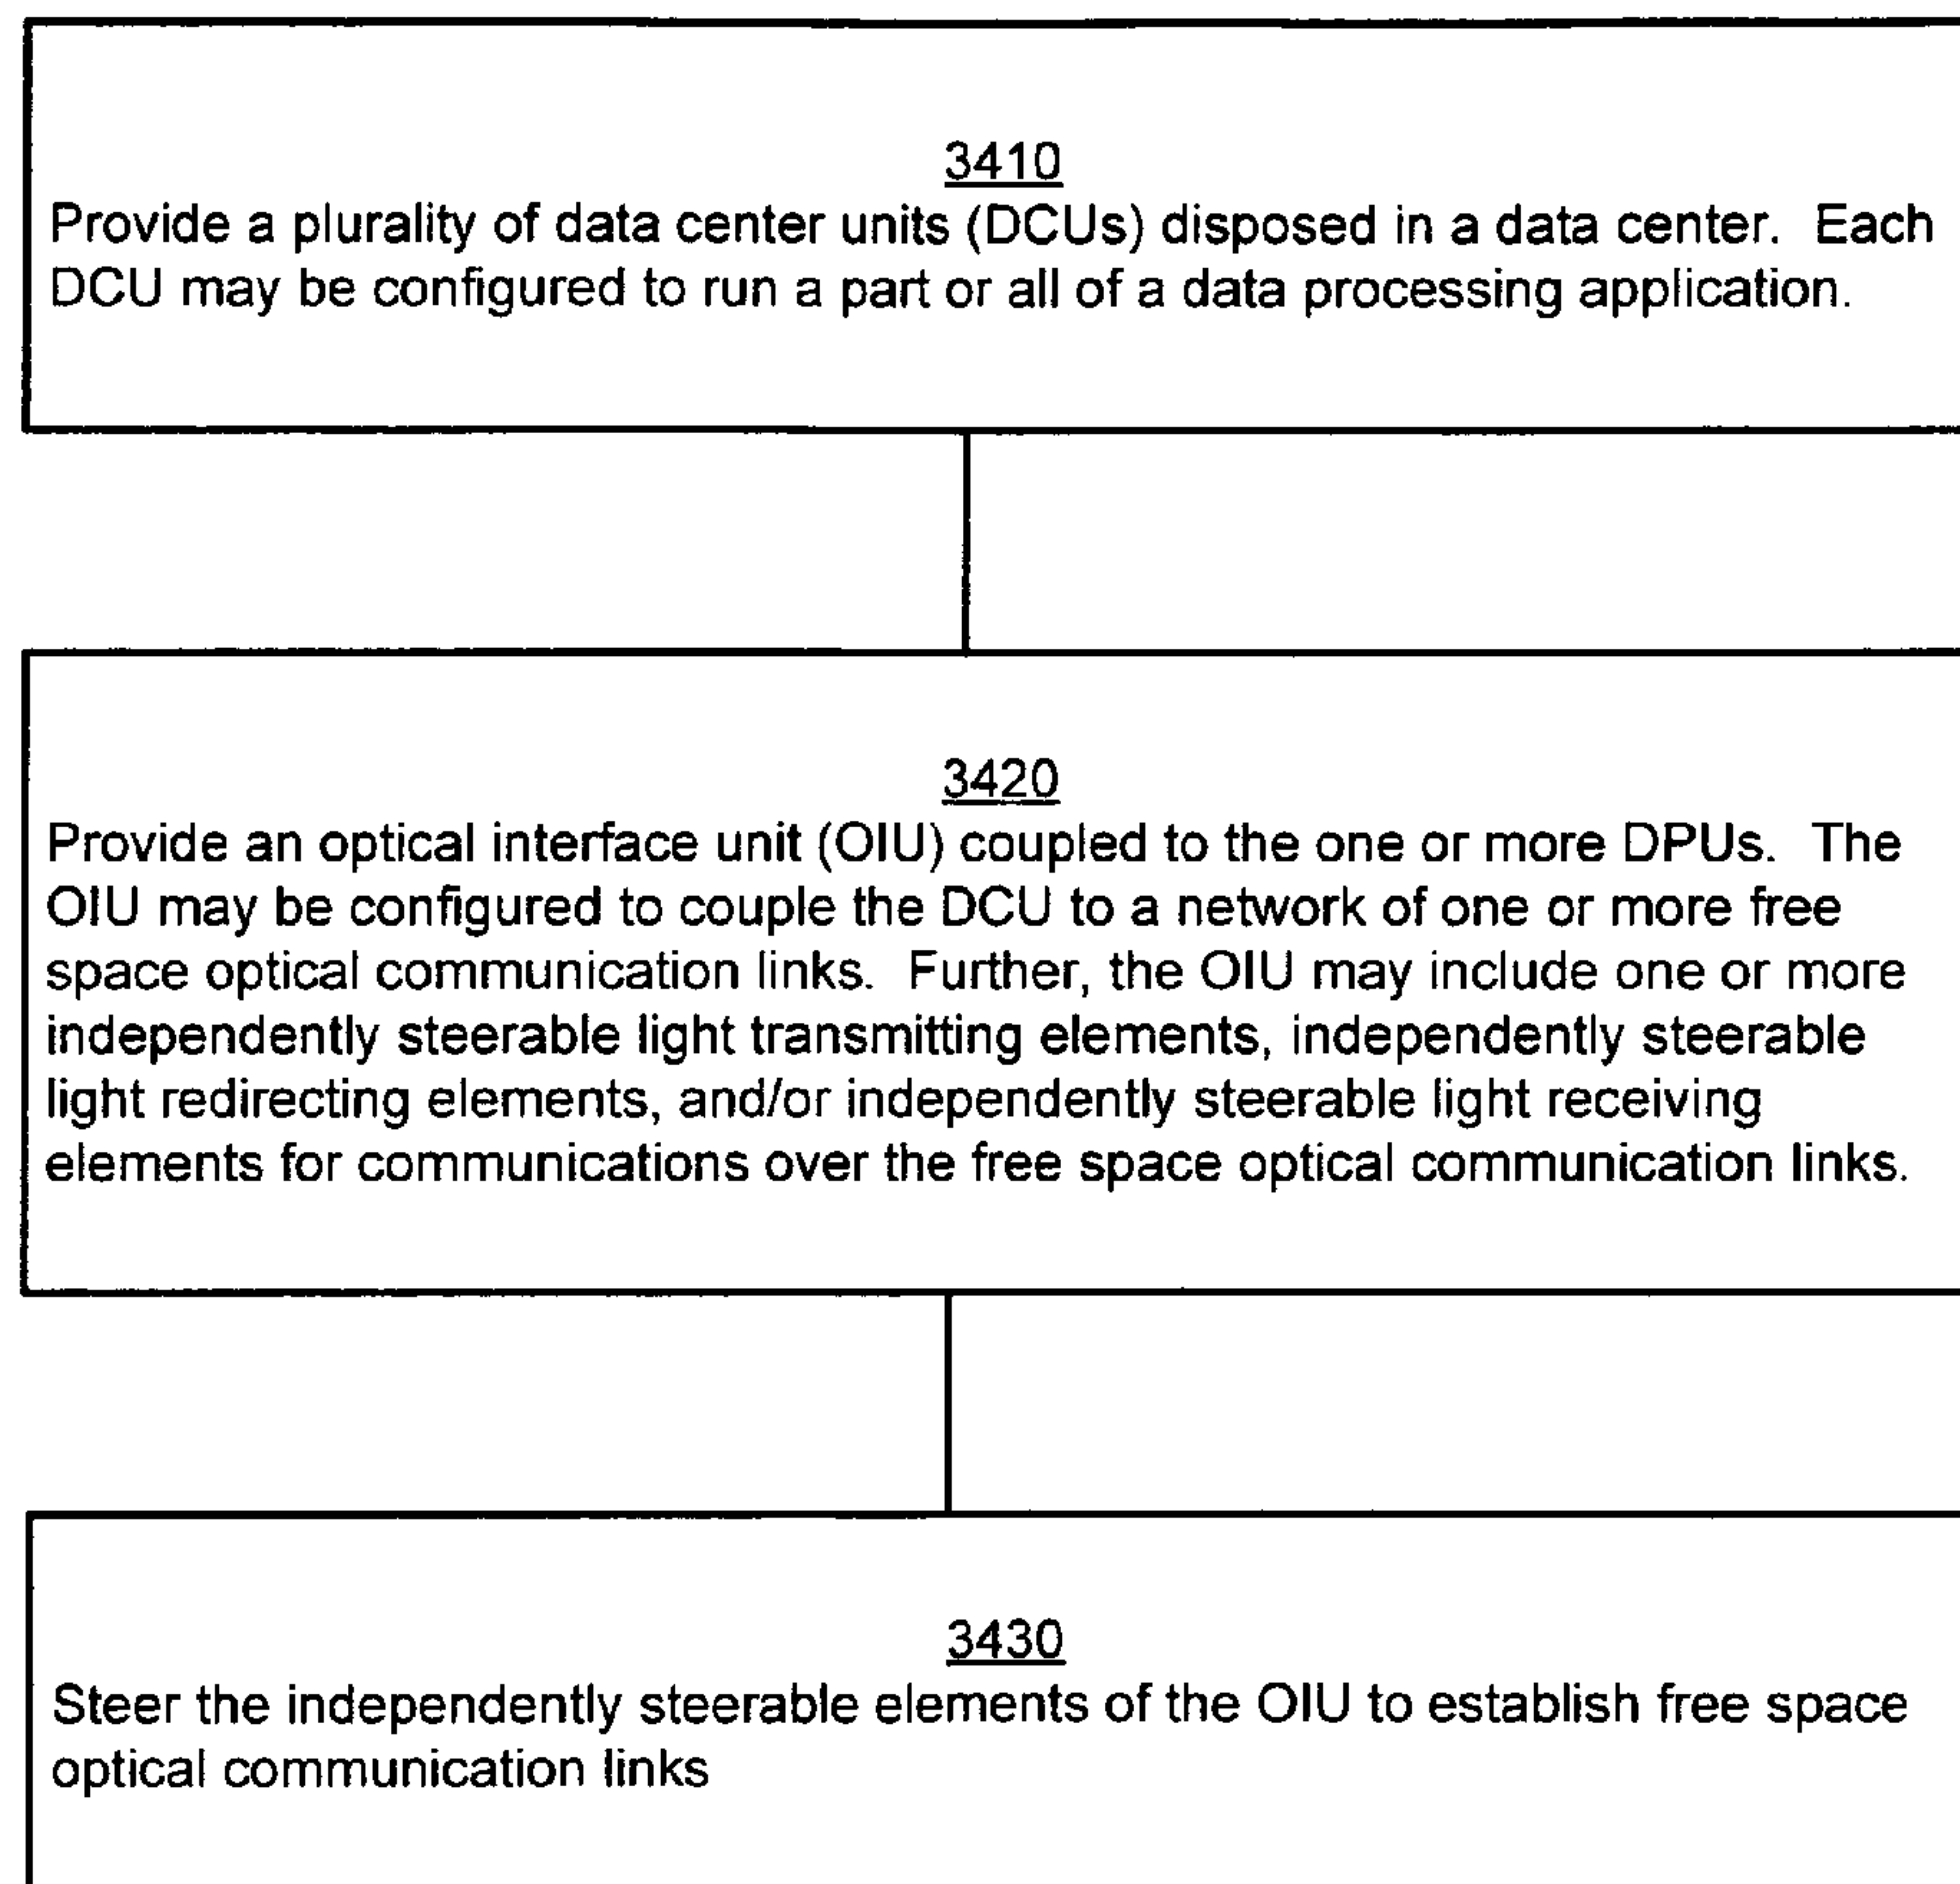 3410
Provide a plurality of data center units (DCUs) disposed in a data center. Each
DCU may be configured to run a part or all of a data processing application.
3420
Provide an optical interface unit (OIU) coupled to the one or more DPUs. The
OIU may be configured to couple the DCU to a network of one or more free
space optical communication links. Further, the OIU may include one or more
independently steerable light transmitting elements, independently steerable
light redirecting elements, and/or independently steerable light receiving
elements for communications over the free space optical communication links.
3430
Steer the independently steerable elements of the OIU to establish free space
optical communication links